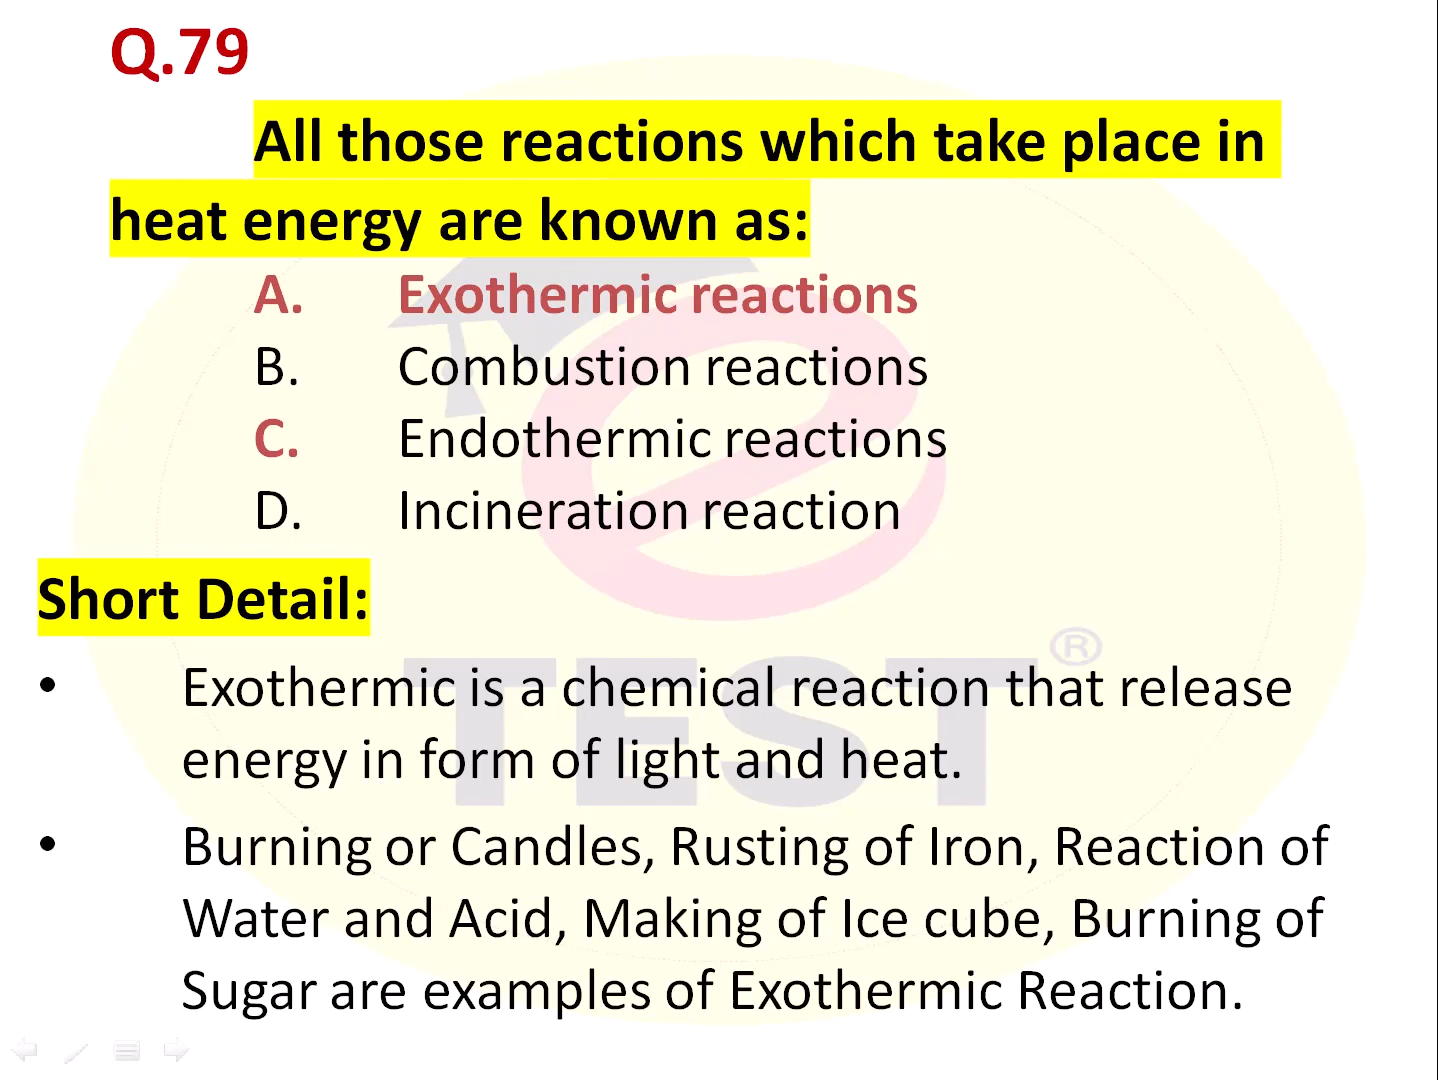 Q.79
All those reactions which take place in
heat energy are known as:
A. Exothermic reactions
B. Combustion reactions
C. Endothermic reactions
D. Incineration reaction
Short Detail:
• Exothermic is a chemical reaction that release
energy in form of light and heat.
• Burning or Candles, Rusting of Iron, Reaction of
Water and Acid, Making of Ice cube, Burning of
Sugar are examples of Exothermic Reaction.
TEST ®